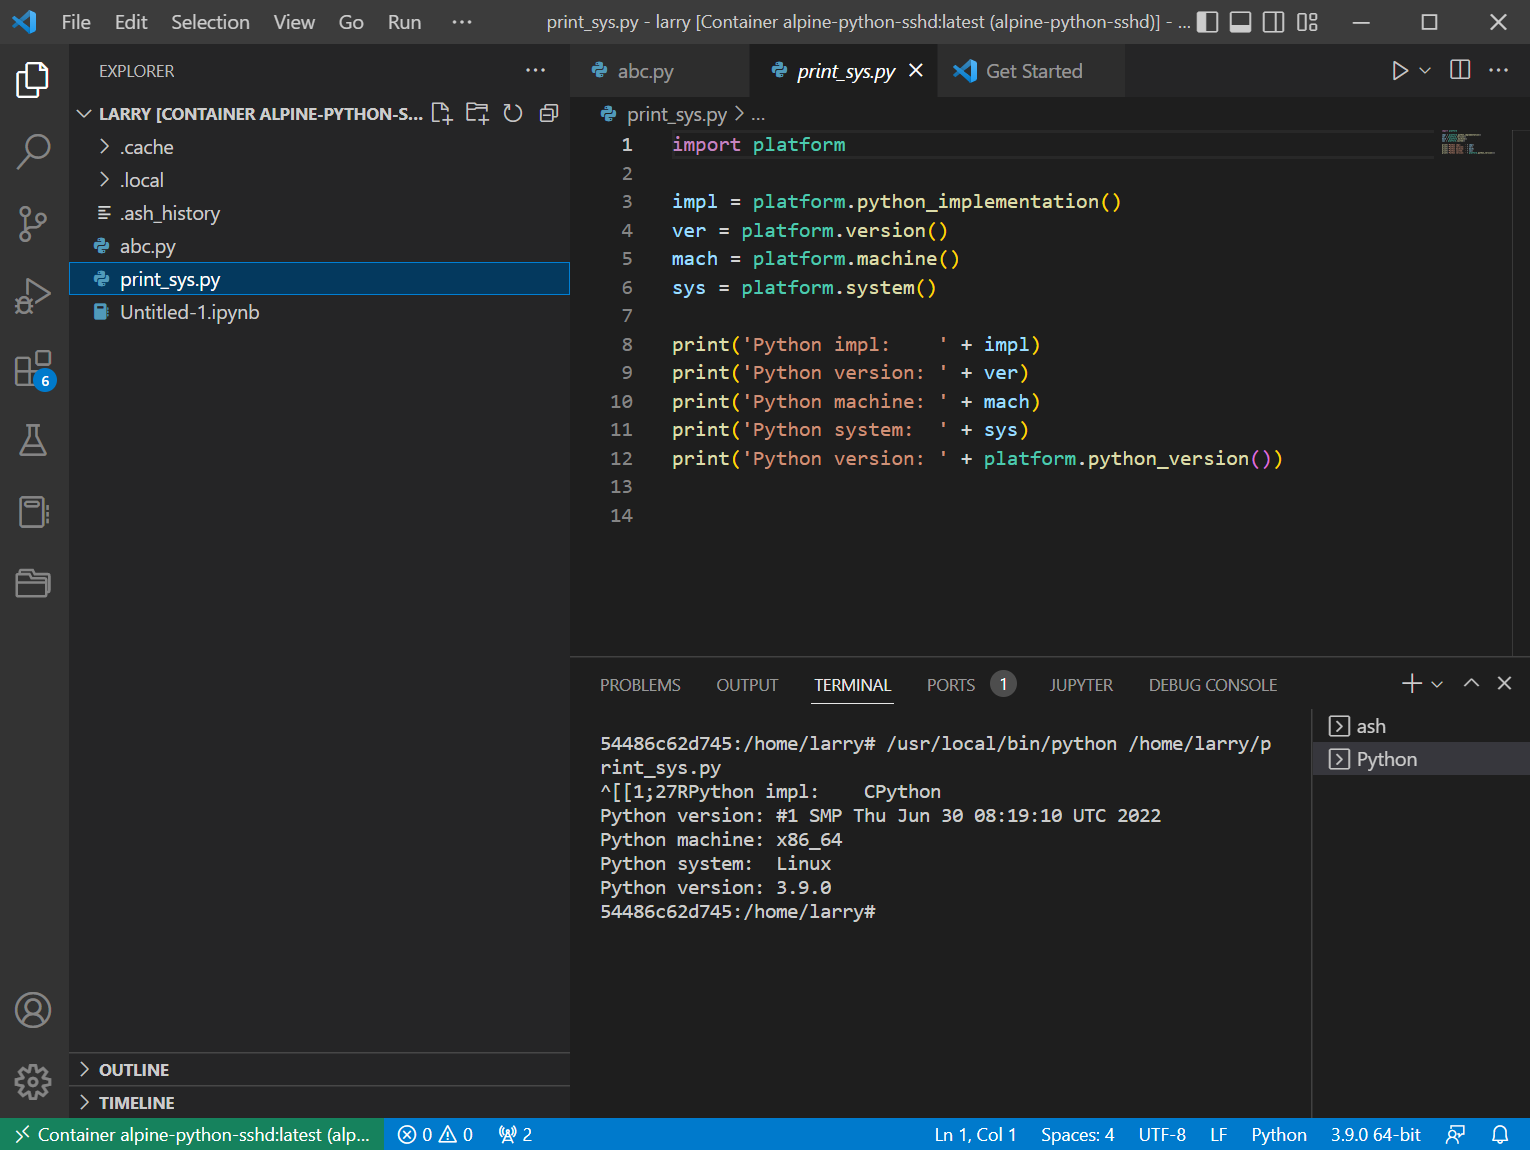 File Edit Selection View Go Run ···
print_sys.py - larry [Container alpine-python-sshd:latest (alpine-python-sshd)] - ...
EXPLORER
LARRY [CONTAINER ALPINE-PYTHON-S...
.cache
.local
.ash_history
abc.py
print_sys.py
Untitled-1.ipynb
6
OUTLINE
TIMELINE
abc.py
print_sys.py
Get Started
print_sys.py > ...
1 import platform
2
3 impl = platform.python_implementation()
4 ver = platform.version()
5 mach = platform.machine()
6 sys = platform.system()
7
8 print('Python impl:    ' + impl)
9 print('Python version: ' + ver)
10 print('Python machine: ' + mach)
11 print('Python system:  ' + sys)
12 print('Python version: ' + platform.python_version())
13
14
PROBLEMS OUTPUT TERMINAL PORTS 1 JUPYTER DEBUG CONSOLE
54486c62d745:/home/larry# /usr/local/bin/python /home/larry/p
rint_sys.py
^[[1;27RPython impl:    CPython
Python version: #1 SMP Thu Jun 30 08:19:10 UTC 2022
Python machine: x86_64
Python system:  Linux
Python version: 3.9.0
54486c62d745:/home/larry#
ash
Python
Container alpine-python-sshd:latest (alp... 0 0 2 Ln 1, Col 1 Spaces: 4 UTF-8 LF Python 3.9.0 64-bit